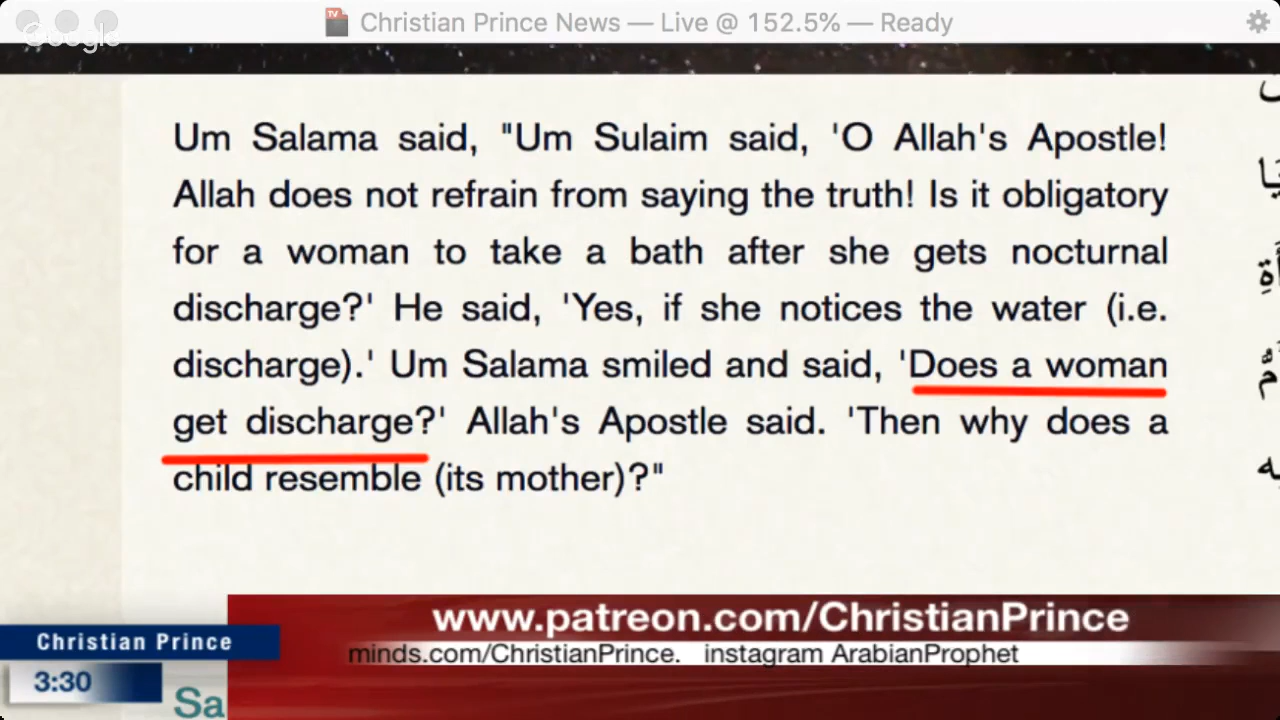 Christian Prince News — Live @ 152.5% — Ready
Google
Um Salama said, "Um Sulaim said, 'O Allah's Apostle!
Allah does not refrain from saying the truth! Is it obligatory
for a woman to take a bath after she gets nocturnal
discharge?' He said, 'Yes, if she notices the water (i.e.
discharge).' Um Salama smiled and said, 'Does a woman
get discharge?' Allah's Apostle said. 'Then why does a
child resemble (its mother)?"
www.patreon.com/ChristianPrince
Christian Prince
minds.com/ChristianPrince. instagram ArabianProphet
3:30
Sa